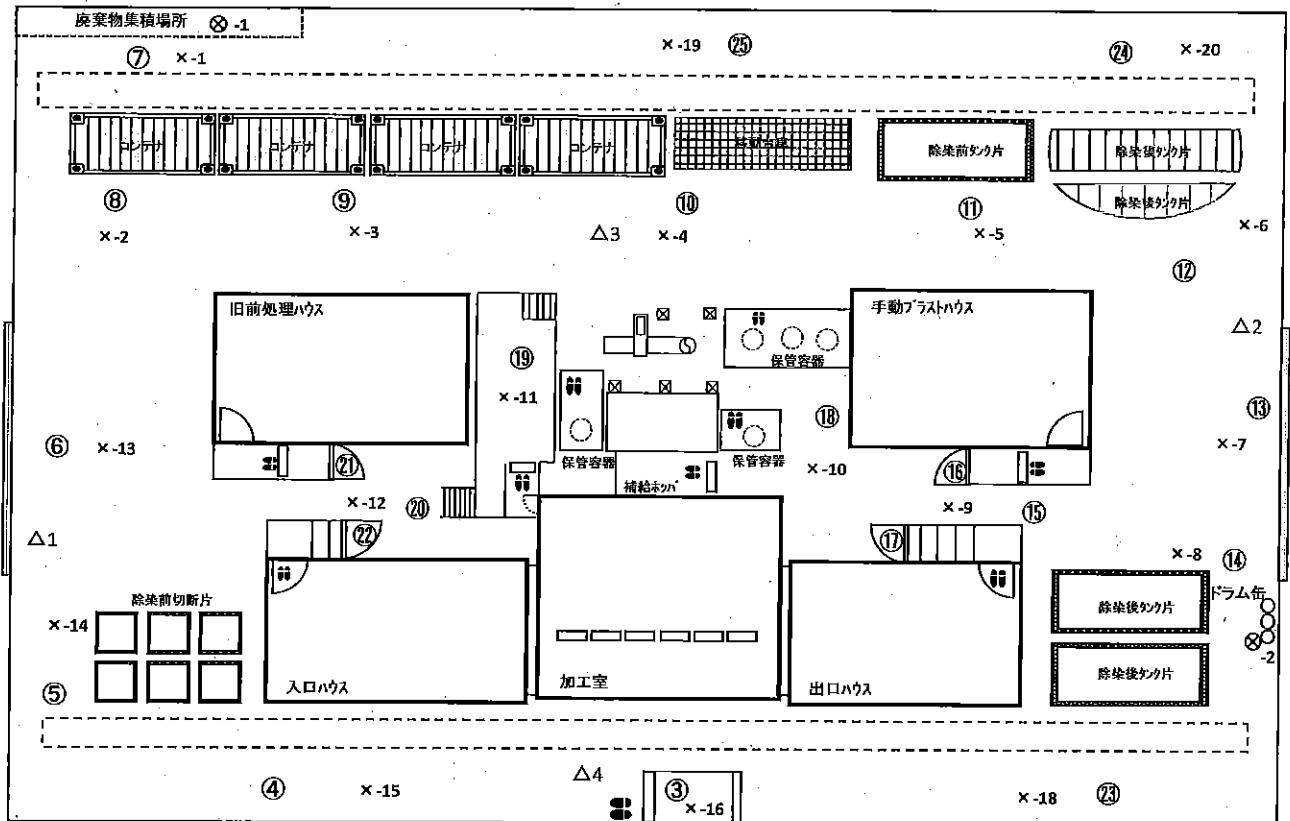 廃棄物集積場所 ⊗ -1
⑦ ×-1
×-19 ㉕
㉔ ×-20
コンテナ
コンテナ
コンテナ
コンテナ
除染前タンク片
除染後タンク片
除染後タンク片
⑧
⑨
⑩
⑪
×-2
×-3
△3
×-4
×-5
×-6
⑫
旧前処理ハウス
手動ブラストハウス
△2
保管容器
⑲
×-11
⑬
⑱
⑥
×-13
×-7
㉑
保管容器
保管容器
×-10
⑯
補給ホッパ
×-12
⑳
×-9
⑮
△1
㉒
⑰
×-8
⑭
ドラム缶
除染前切断片
除染後タンク片
×-14
⊗
-2
⑤
入口ハウス
加工室
出口ハウス
除染後タンク片
④
×-15
△4
③
×-16
×-18
㉓